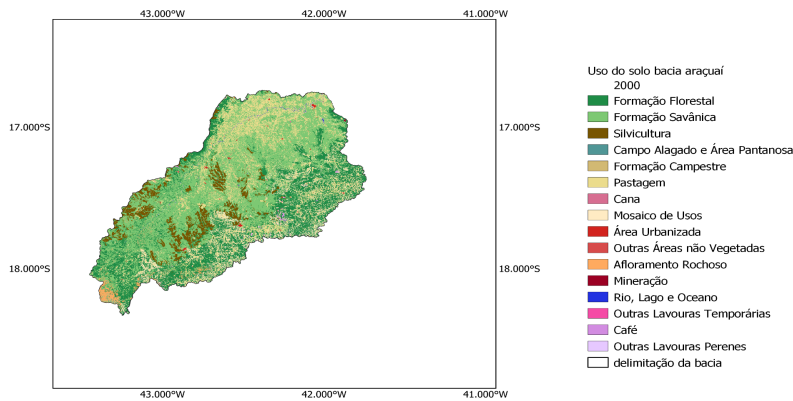 43.000°W 42.000°W 41.000°W
17.000°S 17.000°S
18.000°S 18.000°S
43.000°W 42.000°W 41.000°W
Uso do solo bacia araçuaí
2000
Formação Florestal
Formação Savânica
Silvicultura
Campo Alagado e Área Pantanosa
Formação Campestre
Pastagem
Cana
Mosaico de Usos
Área Urbanizada
Outras Áreas não Vegetadas
Afloramento Rochoso
Mineração
Rio, Lago e Oceano
Outras Lavouras Temporárias
Café
Outras Lavouras Perenes
delimitação da bacia